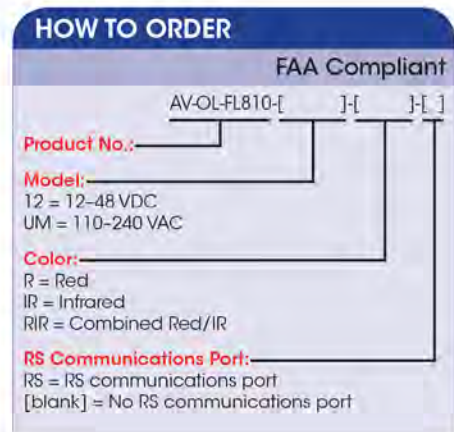 HOW TO ORDER
FAA Compliant
AV-OL-FL810-[ ]-[ ]-[ ]
Product No.:
Model:
12 = 12-48 VDC
UM = 110-240 VAC
Color:
R = Red
IR = Infrared
RIR = Combined Red/IR
RS Communications Port:
RS = RS communications port
[blank] = No RS communications port